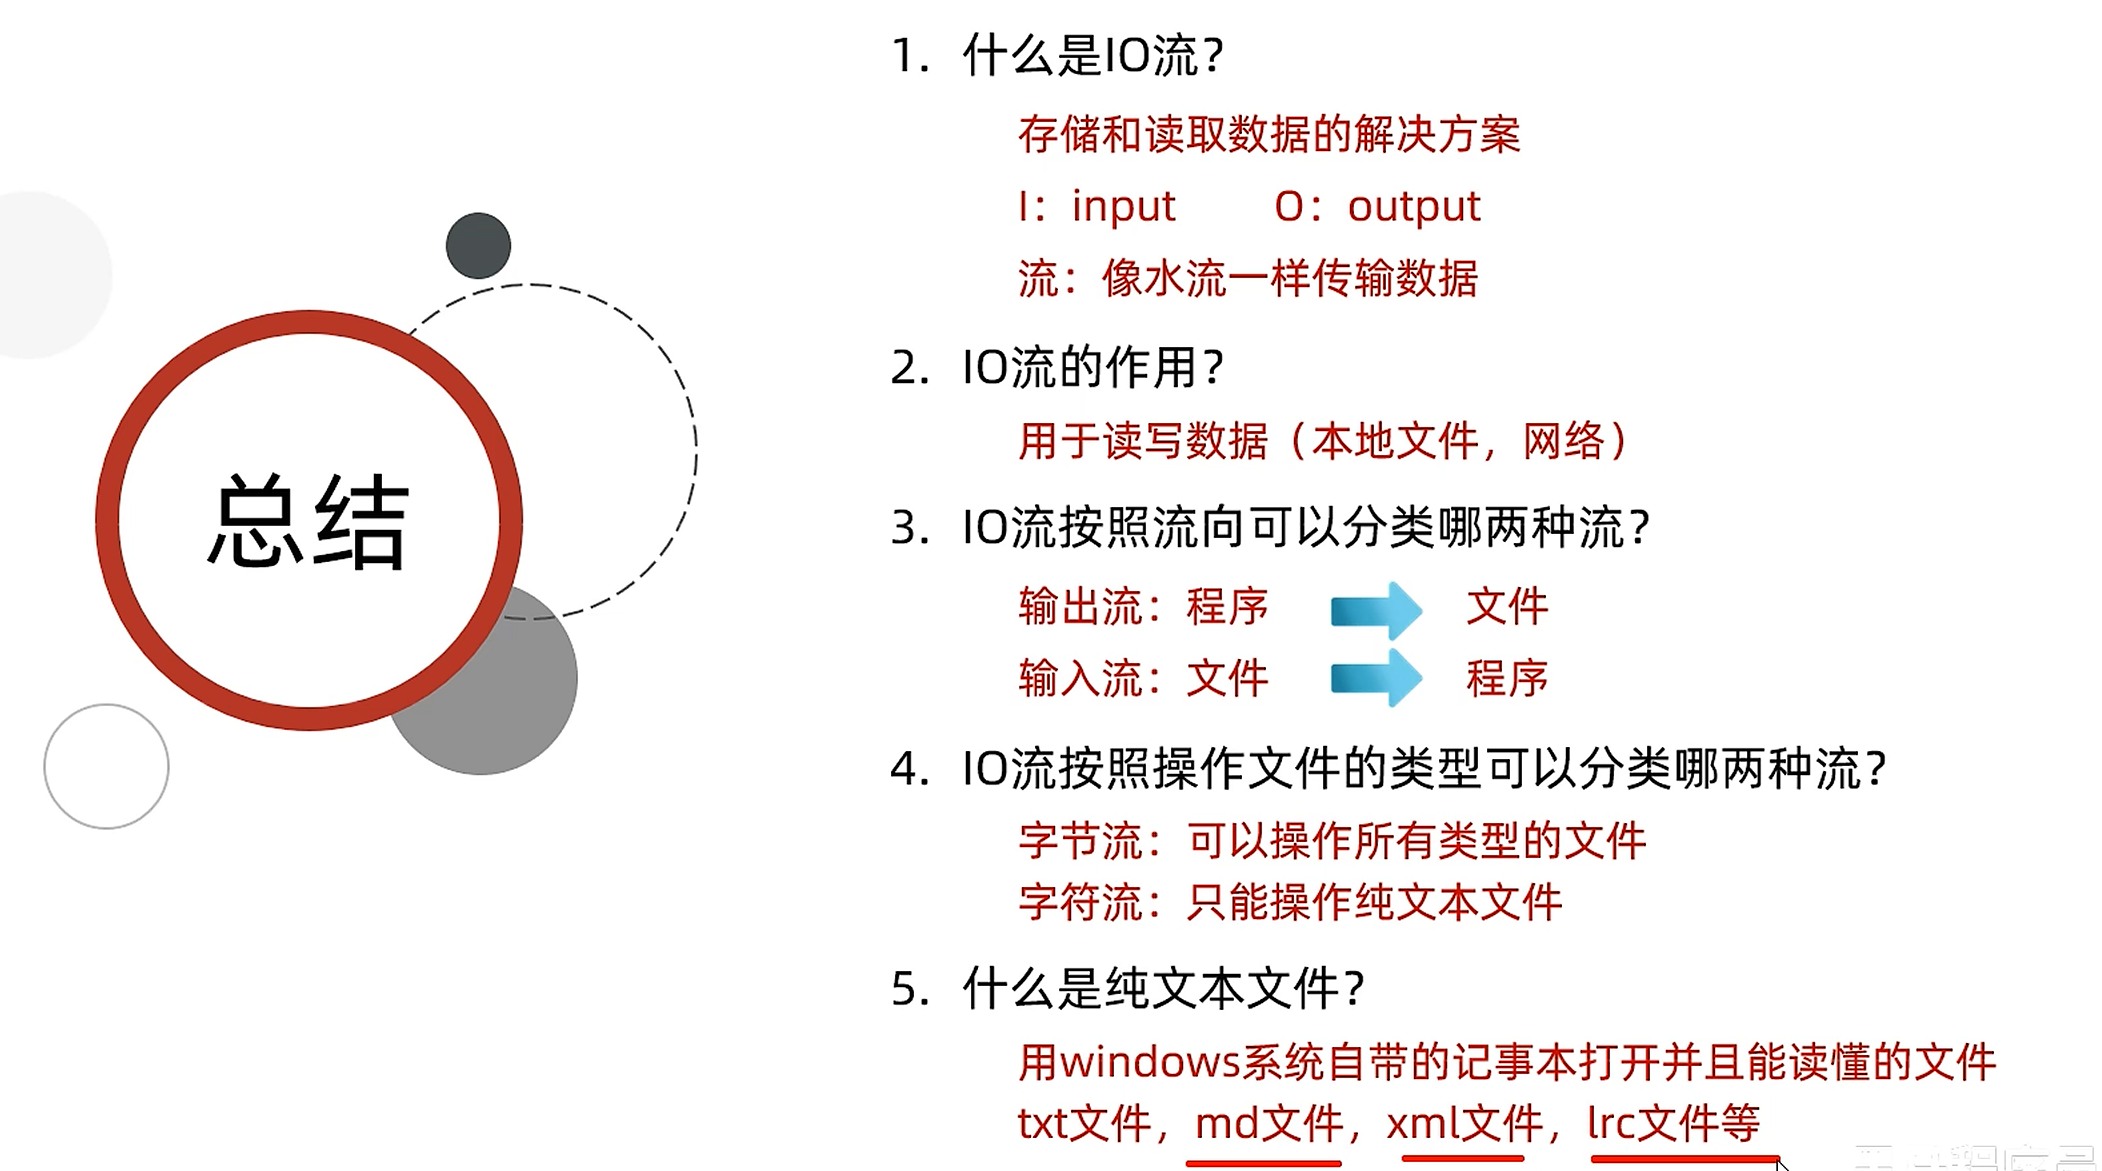 总结
1. 什么是IO流？
存储和读取数据的解决方案
I：input O：output
流：像水流一样传输数据
2. IO流的作用？
用于读写数据（本地文件，网络）
3. IO流按照流向可以分类哪两种流？
输出流：程序 文件
输入流：文件 程序
4. IO流按照操作文件的类型可以分类哪两种流？
字节流：可以操作所有类型的文件
字符流：只能操作纯文本文件
5. 什么是纯文本文件？
用windows系统自带的记事本打开并且能读懂的文件
txt文件，md文件，xml文件，lrc文件等